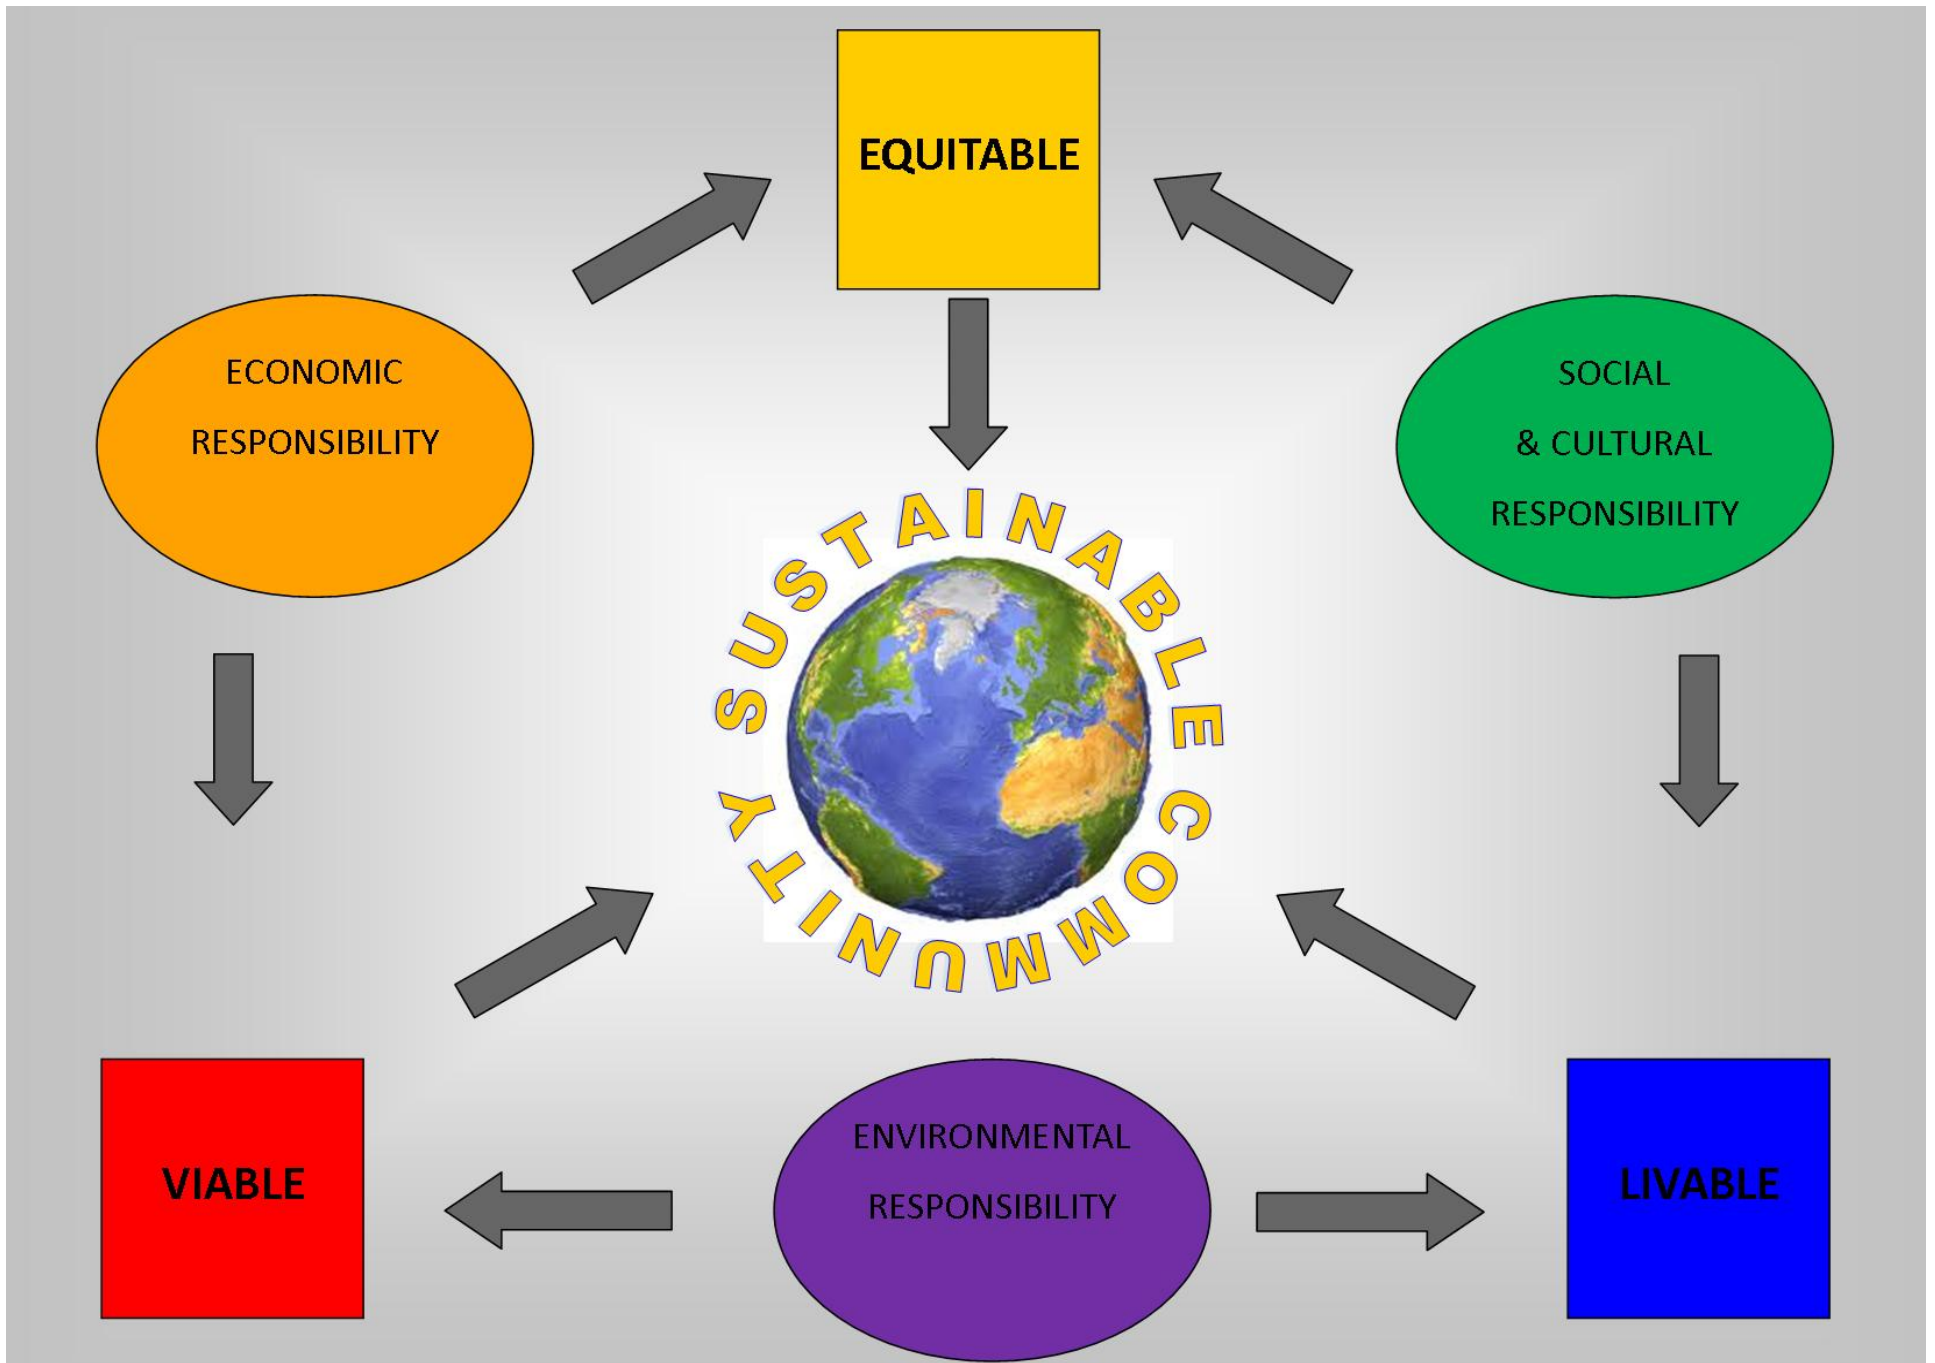 EQUITABLE
ECONOMIC
RESPONSIBILITY
SOCIAL
& CULTURAL
RESPONSIBILITY
SUSTAINABLE COMMUNITY
VIABLE
ENVIRONMENTAL
RESPONSIBILITY
LIVABLE